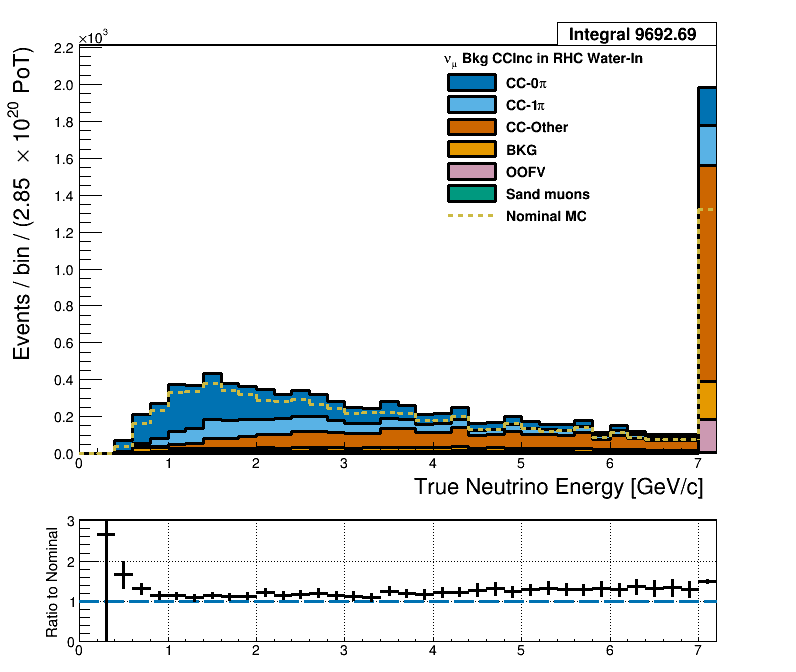 Integral 9692.69
×10³
ν_μ Bkg CCInc in RHC Water-In
CC-0π
CC-1π
CC-Other
BKG
OOFV
Sand muons
Nominal MC
Events / bin / (2.85 × 10²⁰ PoT)
2.2
2.0
1.8
1.6
1.4
1.2
1.0
0.8
0.6
0.4
0.2
0.0
0 1 2 3 4 5 6 7
True Neutrino Energy [GeV/c]
Ratio to Nominal
3
2
1
0
0 1 2 3 4 5 6 7